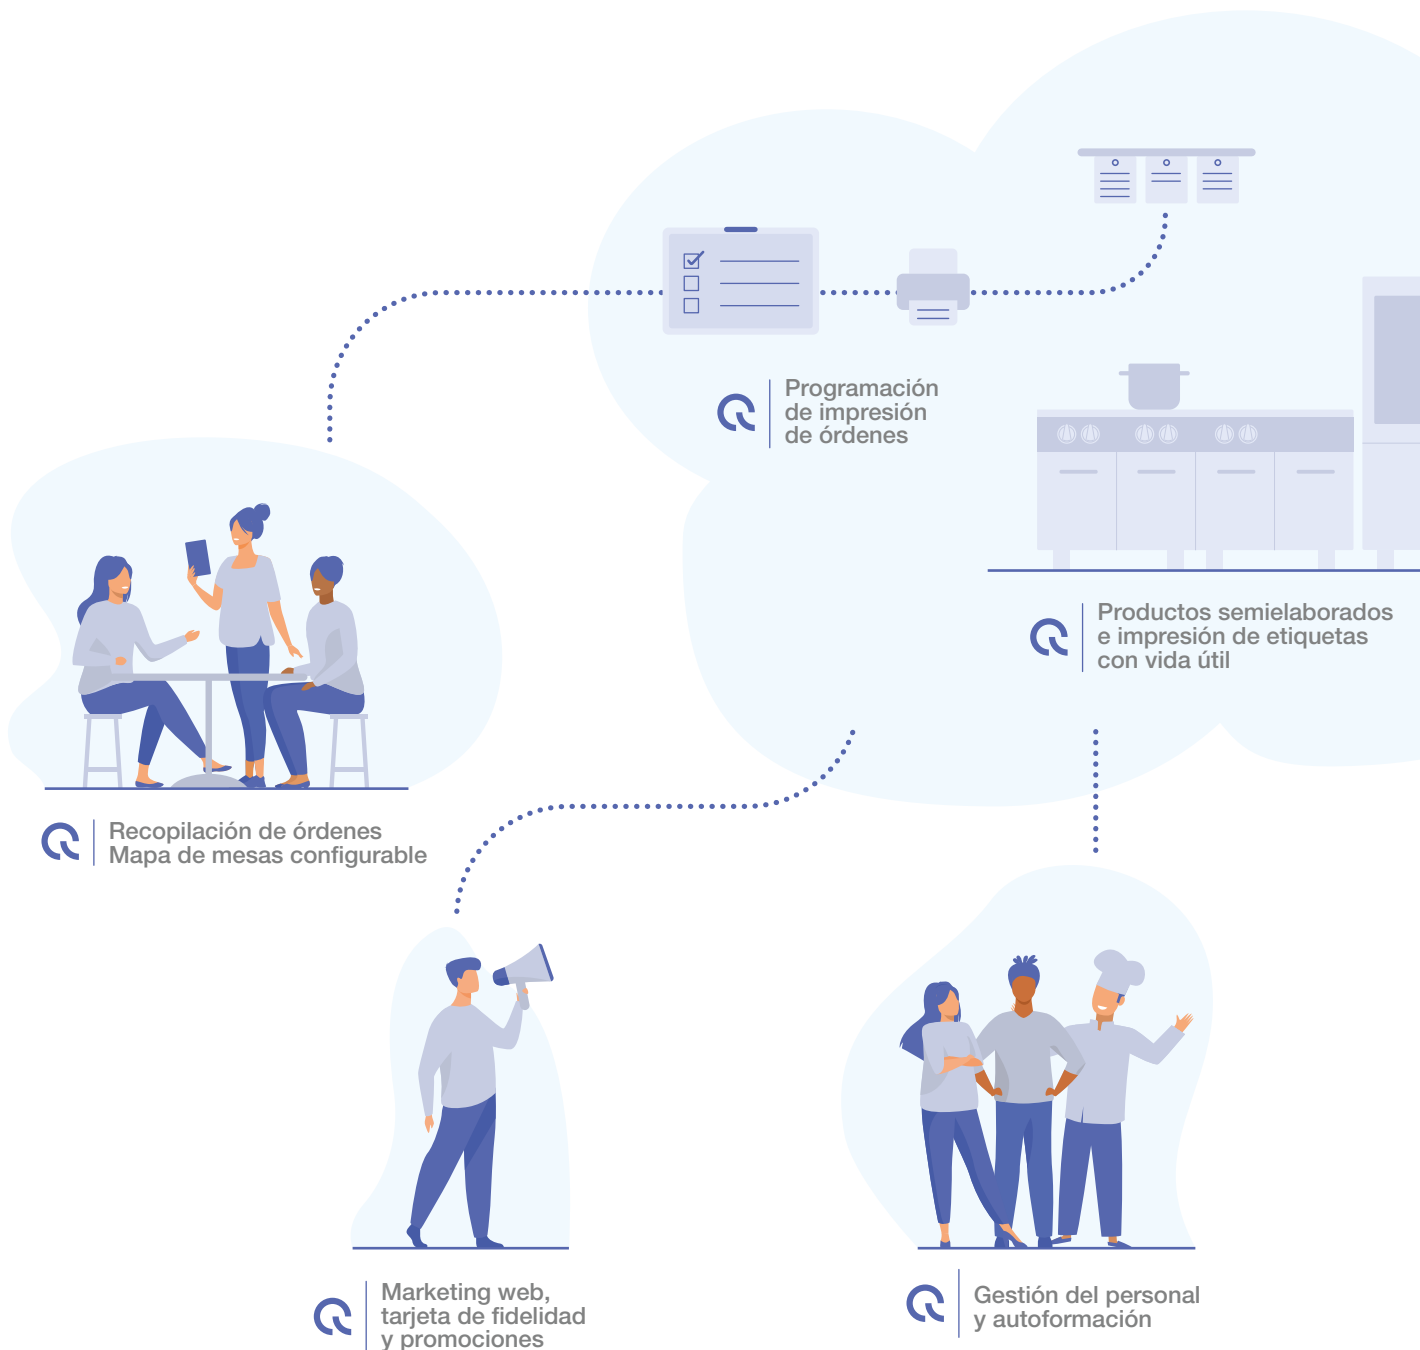 Programación
de impresión
de órdenes
Productos semielaborados
e impresión de etiquetas
con vida útil
Recopilación de órdenes
Mapa de mesas configurable
Marketing web,
tarjeta de fidelidad
y promociones
Gestión del personal
y autoformación